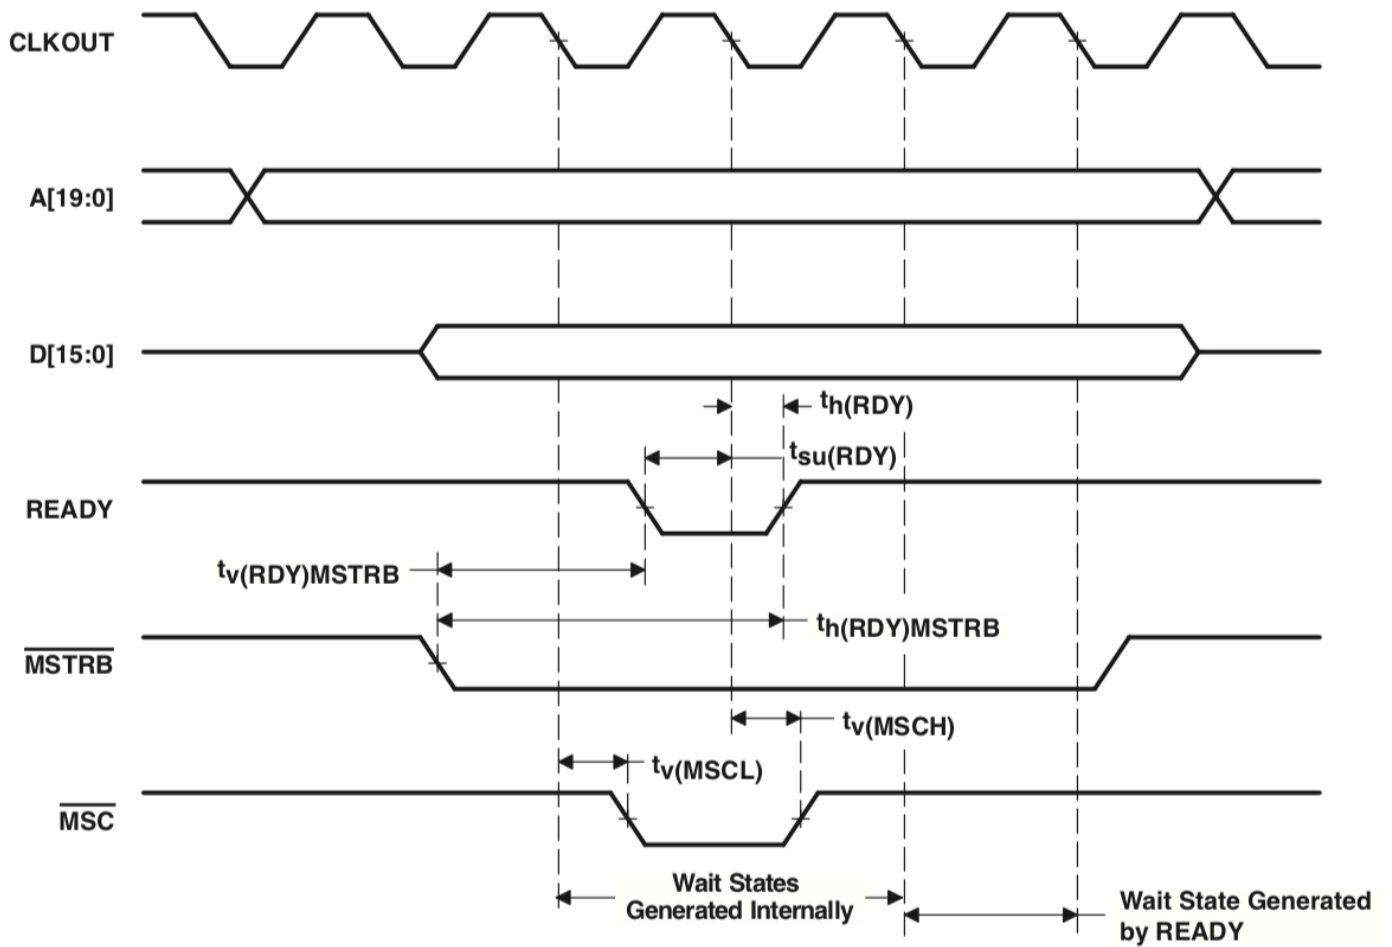 CLKOUT
A[19:0]
D[15:0]
th(RDY)
tsu(RDY)
READY
tv(RDY)MSTRB
th(RDY)MSTRB
MSTRB
tv(MSCH)
tv(MSCL)
MSC
Wait States
Generated Internally
Wait State Generated
by READY